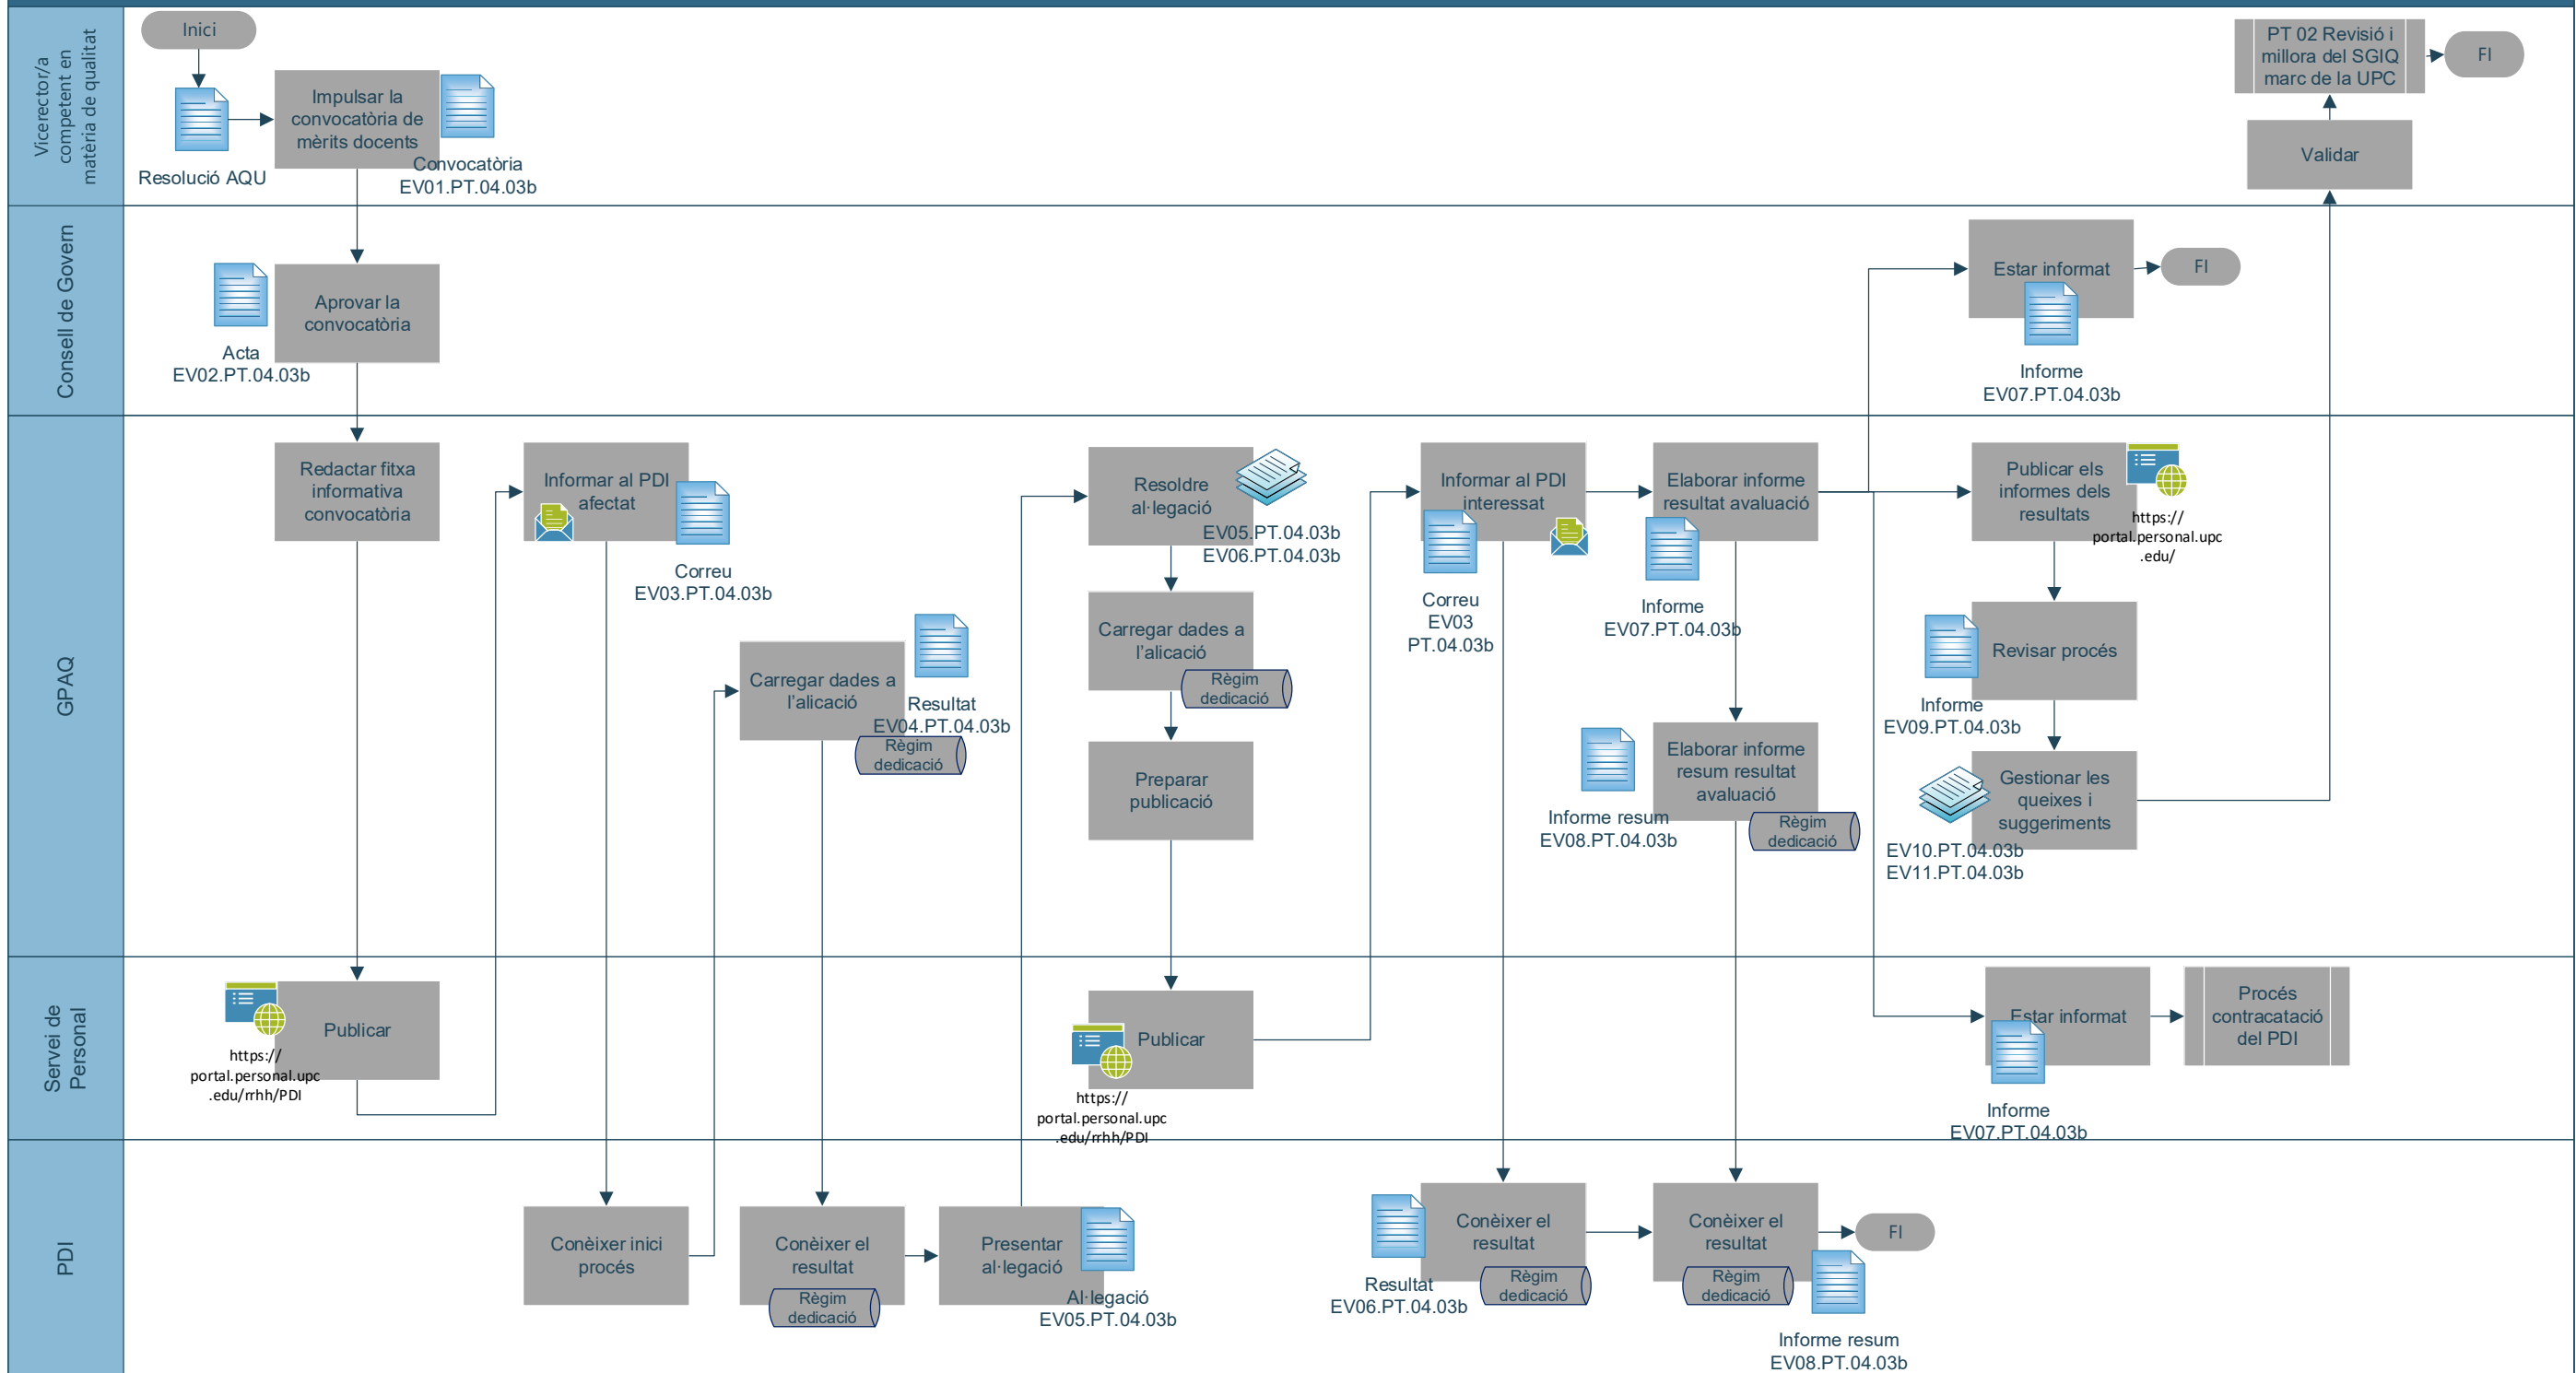 Vicerector/a
competent en
matèria de qualitat
Inici
Resolució AQU
Impulsar la
convocatòria de
mèrits docents
Convocatòria
EV01.PT.04.03b
PT 02 Revisió i
millora del SGIQ
marc de la UPC
FI
Validar
Consell de Govern
Acta
EV02.PT.04.03b
Aprovar la
convocatòria
Estar informat
Informe
EV07.PT.04.03b
FI
GPAQ
Redactar fitxa
informativa
convocatòria
Informar al PDI
afectat
Correu
EV03.PT.04.03b
Carregar dades a
l'alicació
Resultat
EV04.PT.04.03b
Règim
dedicació
Resoldre
al·legació
EV05.PT.04.03b
EV06.PT.04.03b
Carregar dades a
l'alicació
Règim
dedicació
Preparar
publicació
Informar al PDI
interessat
Correu
EV03
PT.04.03b
Elaborar informe
resultat avaluació
Informe
EV07.PT.04.03b
Elaborar informe
resum resultat
avaluació
Informe resum
EV08.PT.04.03b
Règim
dedicació
Publicar els
informes dels
resultats
https://
portal.personal.upc
.edu/
Revisar procés
Informe
EV09.PT.04.03b
Gestionar les
queixes i
suggeriments
EV10.PT.04.03b
EV11.PT.04.03b
Servei de
Personal
Publicar
https://
portal.personal.upc
.edu/rrhh/PDI
Publicar
https://
portal.personal.upc
.edu/rrhh/PDI
Estar informat
Informe
EV07.PT.04.03b
Procés
contracatació
del PDI
PDI
Conèixer inici
procés
Conèixer el
resultat
Règim
dedicació
Presentar
al·legació
Al·legació
EV05.PT.04.03b
Conèixer el
resultat
Resultat
EV06.PT.04.03b
Règim
dedicació
Conèixer el
resultat
Règim
dedicació
FI
Informe resum
EV08.PT.04.03b